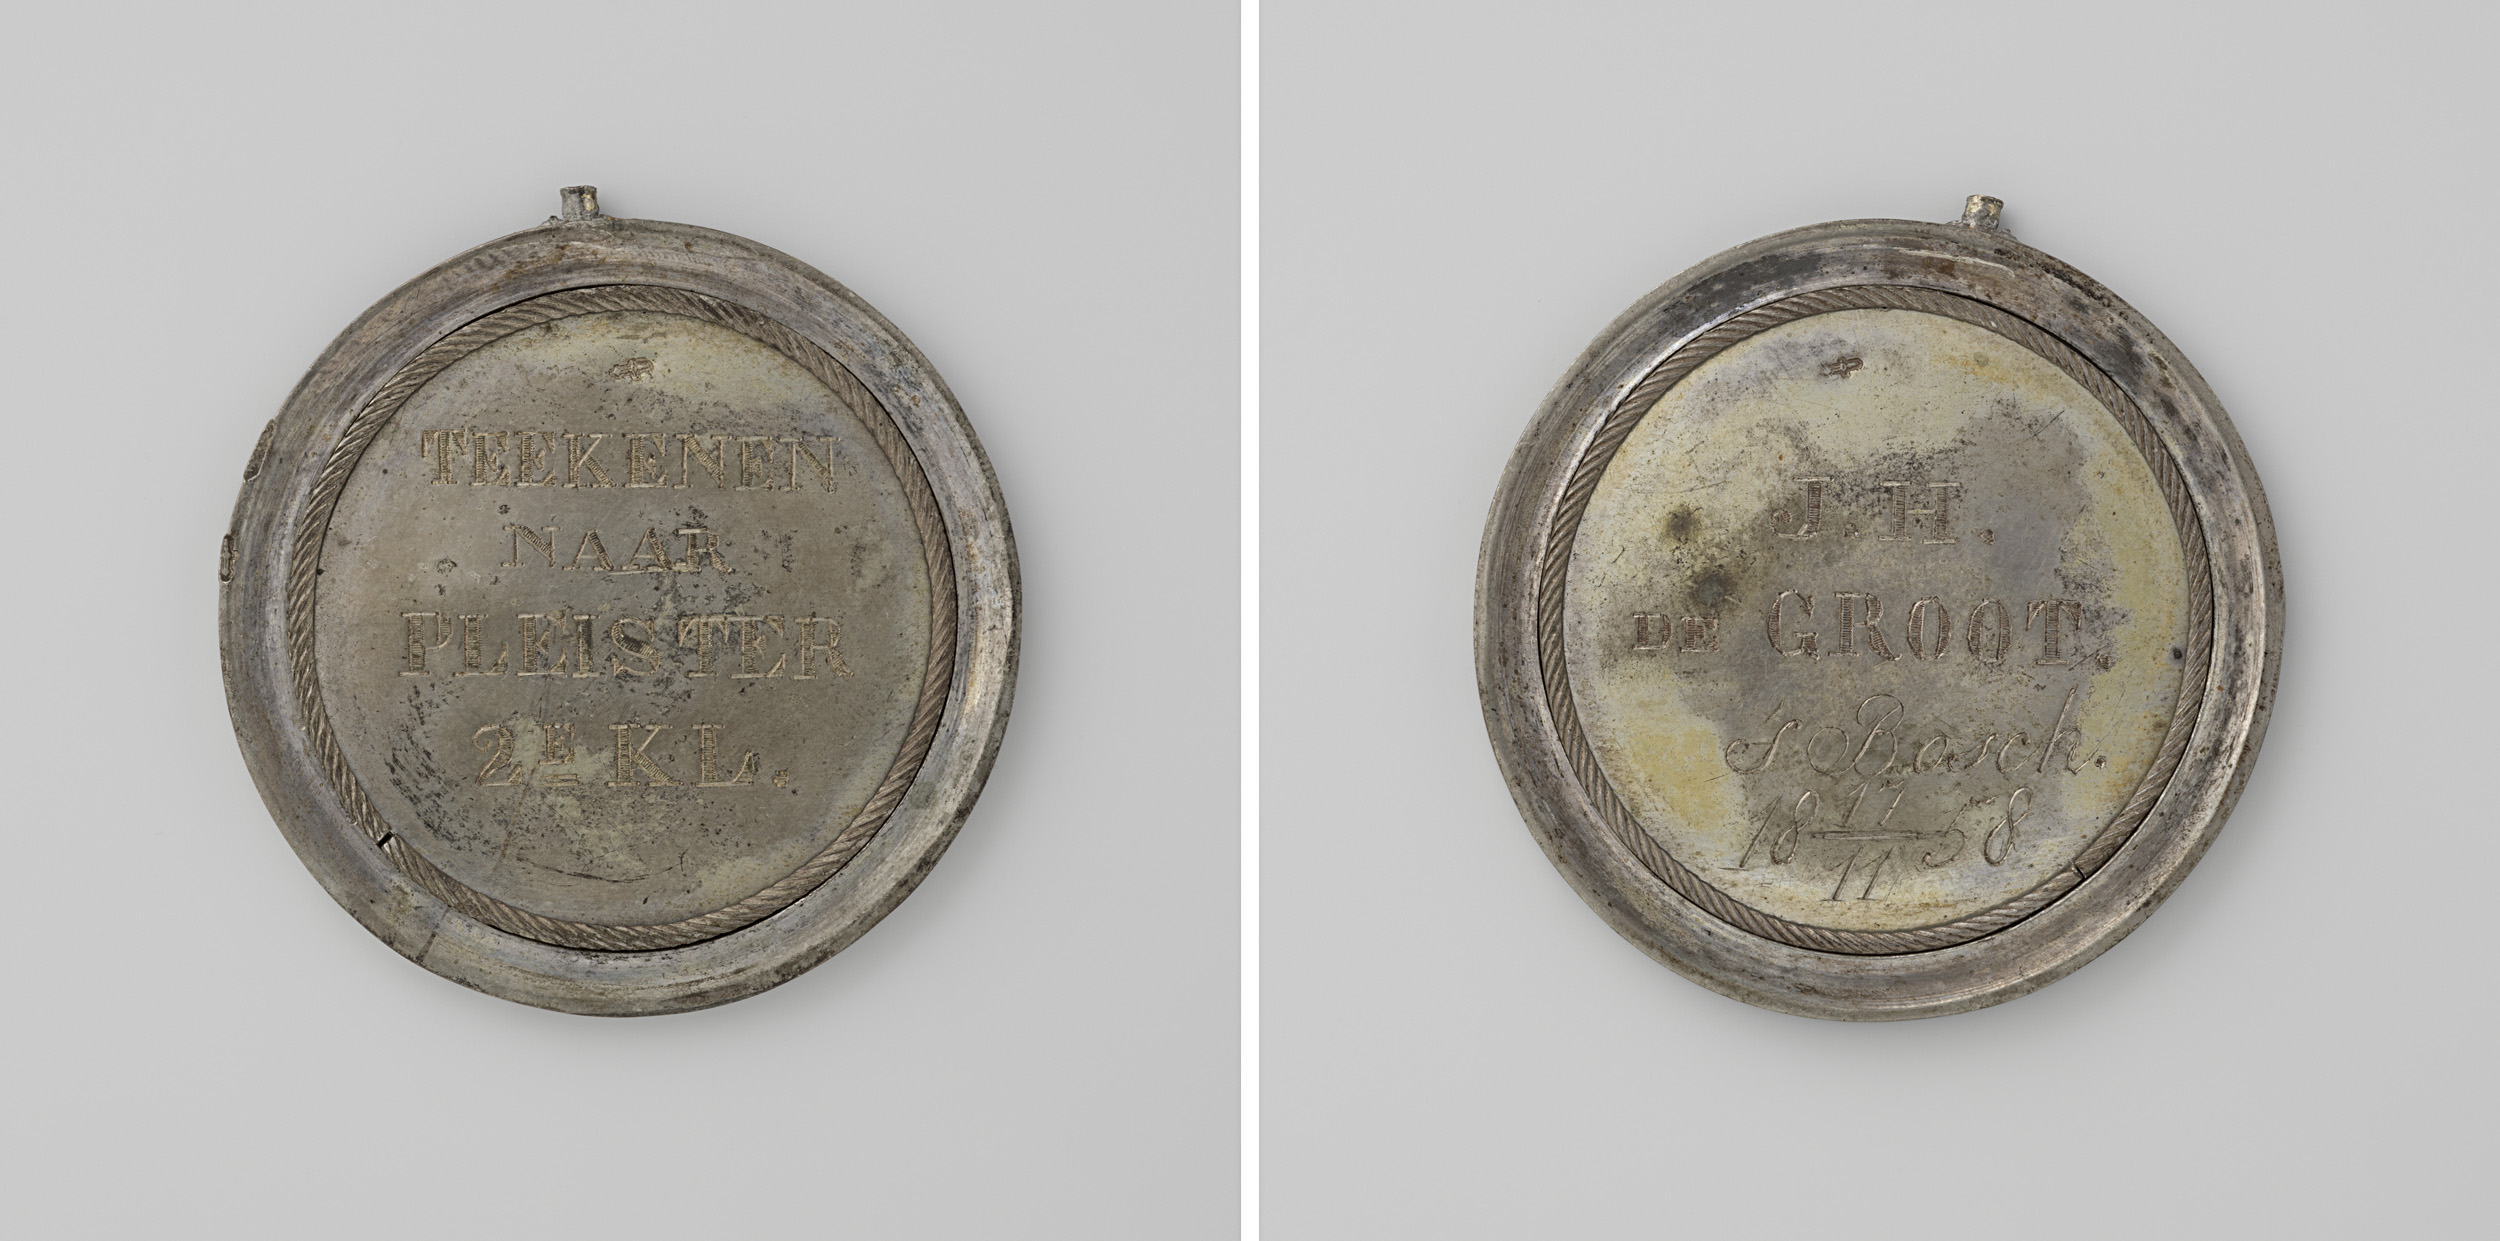 TEEKENEN
NAAR
PLEISTER
2E KL.
J. H.
DE GROOT.
's Bosch.
18 17/11 58